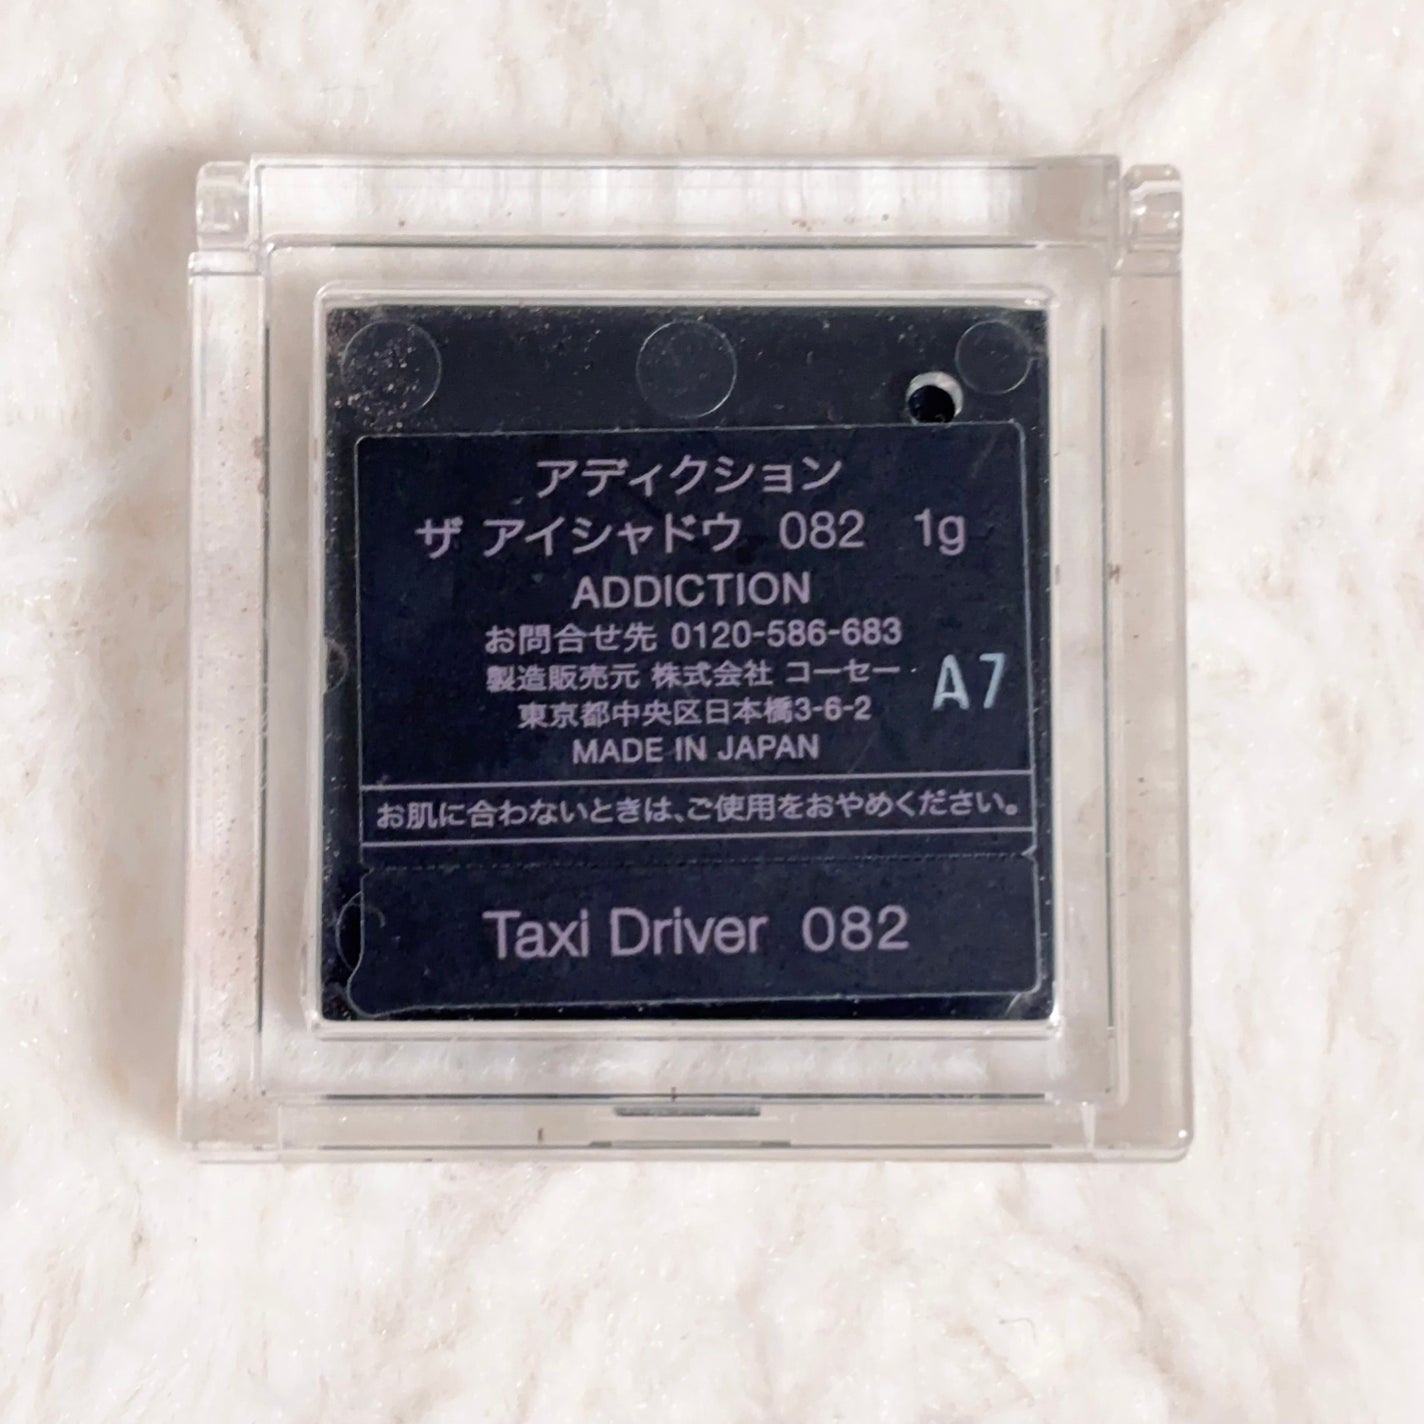 アディクション
ザ アイシャドウ 082 1g
ADDICTION
お問合せ先 0120-586-683
製造販売元 株式会社 コーセー
A7
東京都中央区日本橋3-6-2
MADE IN JAPAN
お肌に合わないときは、ご使用をおやめください。
Taxi Driver 082